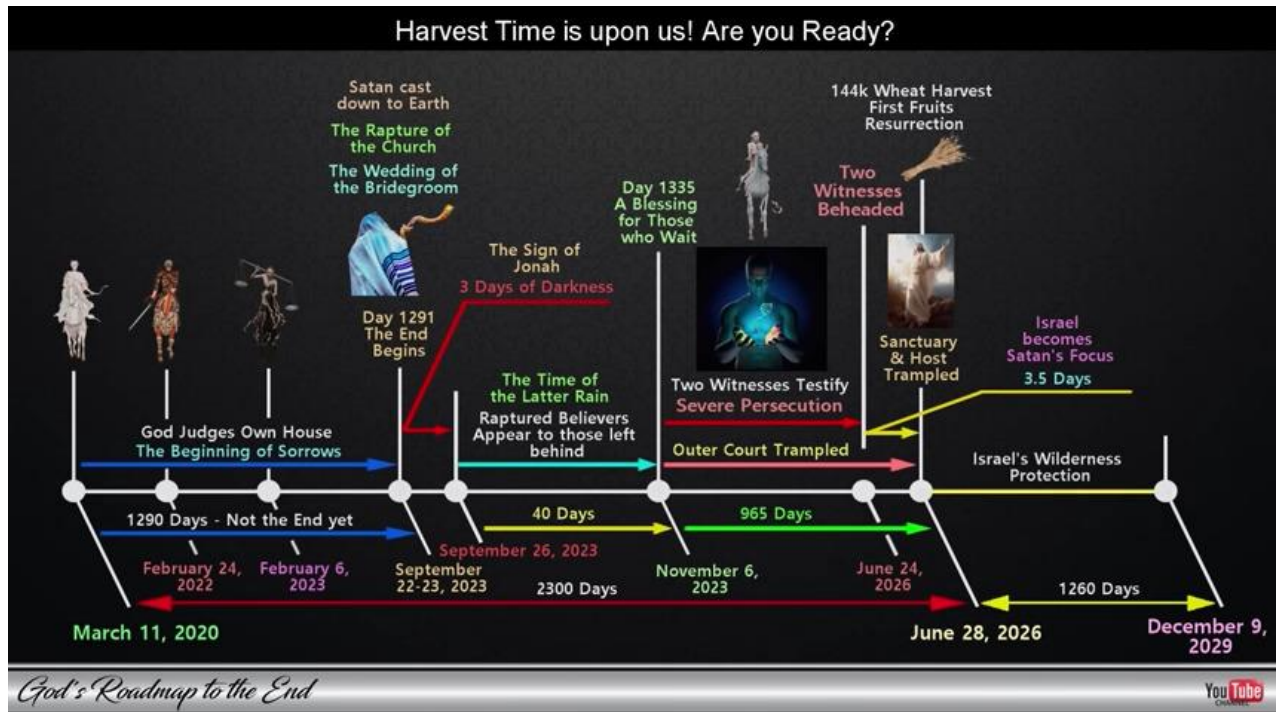 Harvest Time is upon us! Are you Ready?
Satan cast
down to Earth
The Rapture of
the Church
The Wedding of
the Bridegroom
Day 1291
The End
Begins
The Sign of
Jonah
3 Days of Darkness
Day 1335
A Blessing
for Those
who Wait
144k Wheat Harvest
First Fruits
Resurrection
Two
Witnesses
Beheaded
Sanctuary
& Host
Trampled
Israel
becomes
Satan's Focus
3.5 Days
God Judges Own House
The Beginning of Sorrows
The Time of
the Latter Rain
Raptured Believers
Appear to those left
behind
Two Witnesses Testify
Severe Persecution
Outer Court Trampled
Israel's Wilderness
Protection
1290 Days - Not the End yet
40 Days
965 Days
February 24,
2022
February 6,
2023
September
22-23, 2023
September 26, 2023
November 6,
2023
June 24,
2026
2300 Days
1260 Days
March 11, 2020
June 28, 2026
December 9,
2029
God's Roadmap to the End
YouTube
CHANNEL